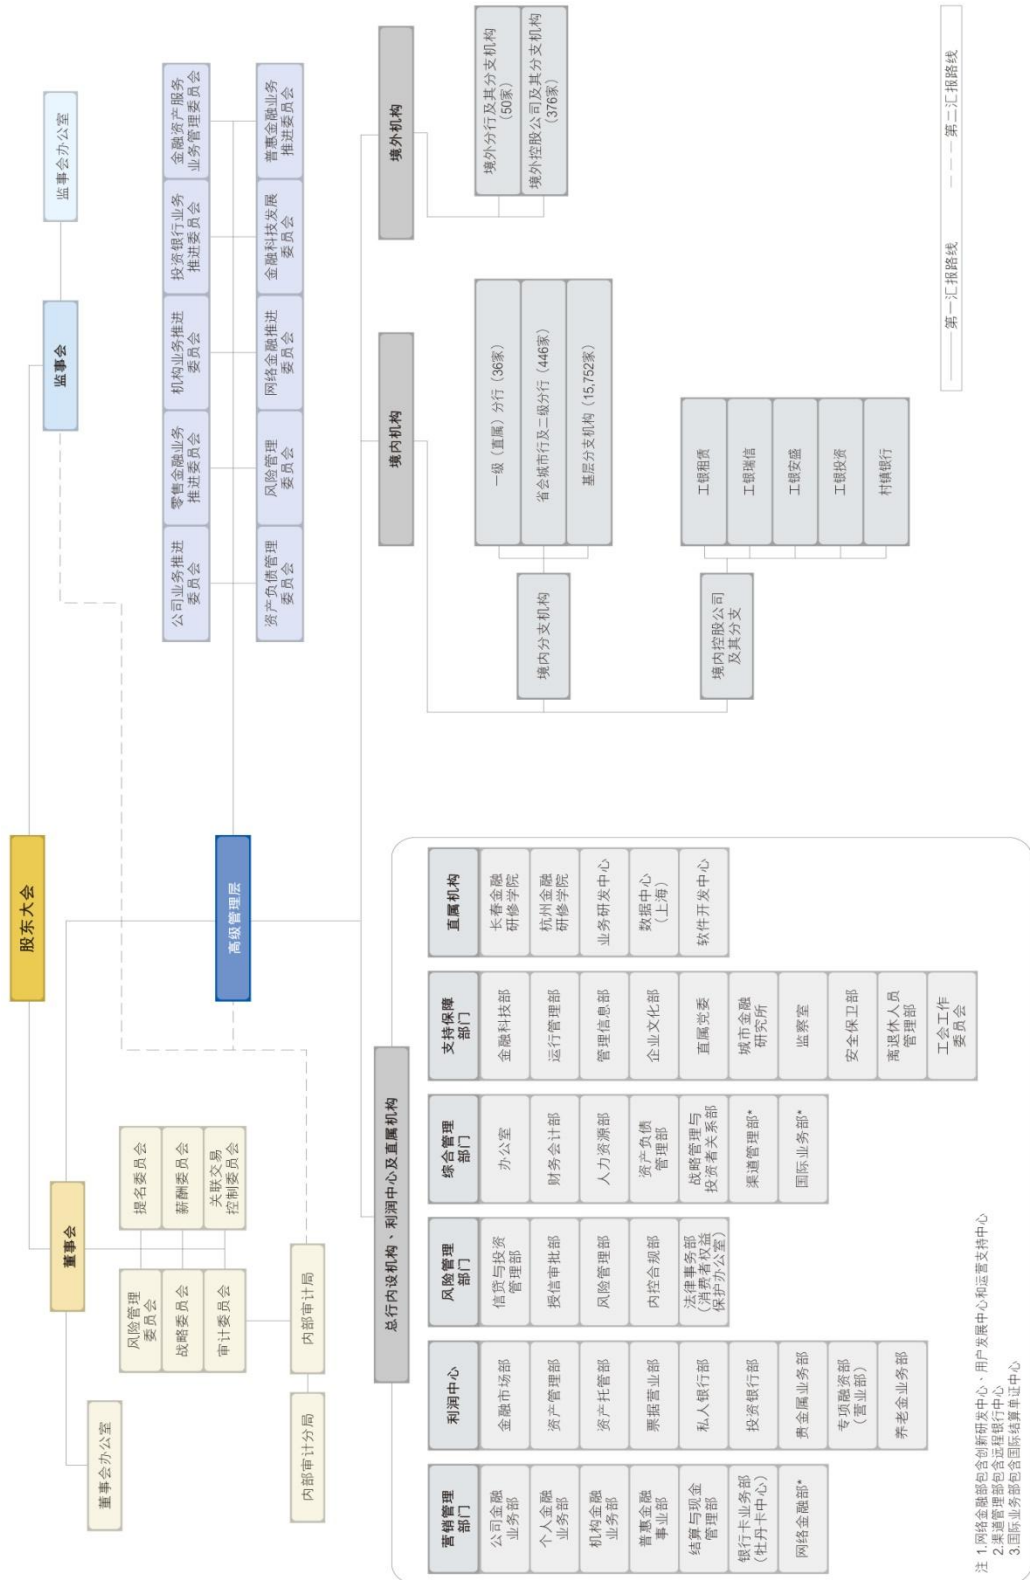 股东大会
董事会
监事会
监事会办公室
董事会办公室
风险管理
委员会
战略委员会
审计委员会
提名委员会
薪酬委员会
关联交易
控制委员会
内部审计局
内部审计分局
高级管理层
公司业务推进
委员会
零售金融业务
推进委员会
机构业务推进
委员会
投资银行业务
推进委员会
金融资产服务
业务管理委员会
资产负债管理
委员会
风险管理
委员会
网络金融推进
委员会
金融科技发展
委员会
普惠金融业务
推进委员会
总行内设机构、利润中心及直属机构
营销管理
部门
公司金融
业务部
个人金融
业务部
机构金融
业务部
普惠金融
事业部
结算与现金
管理部
银行卡业务部
（牡丹卡中心）
网络金融部*
利润中心
金融市场部
资产管理部
资产托管部
票据营业部
私人银行部
投资银行部
贵金属业务部
专项融资部
（营业部）
养老金业务部
风险管理
部门
信贷与投资
管理部
授信审批部
风险管理部
内控合规部
法律事务部
（消费者权益
保护办公室）
综合管理
部门
办公室
财务会计部
人力资源部
资产负债
管理部
战略管理与
投资者关系部
渠道管理部*
国际业务部*
支持保障
部门
金融科技部
运行管理部
管理信息部
企业文化部
直属党委
城市金融
研究所
监察室
安全保卫部
离退休人员
管理部
工会工作
委员会
直属机构
长春金融
研修学院
杭州金融
研修学院
业务研发中心
数据中心
（上海）
软件开发中心
境内机构
境内分支机构
一级（直属）分行（36家）
省会城市行及二级分行（446家）
基层分支机构（15,752家）
境内控股公司
及其分支
工银租赁
工银瑞信
工银安盛
工银投资
村镇银行
境外机构
境外分行及其分支机构
（50家）
境外控股公司及其分支机构
（376家）
注 1.网络金融部包含创新研发中心、用户发展中心和运营支持中心
2.渠道管理部包含远程银行中心
3.国际业务部包含国际结算单证中心
第一汇报路线 第二汇报路线